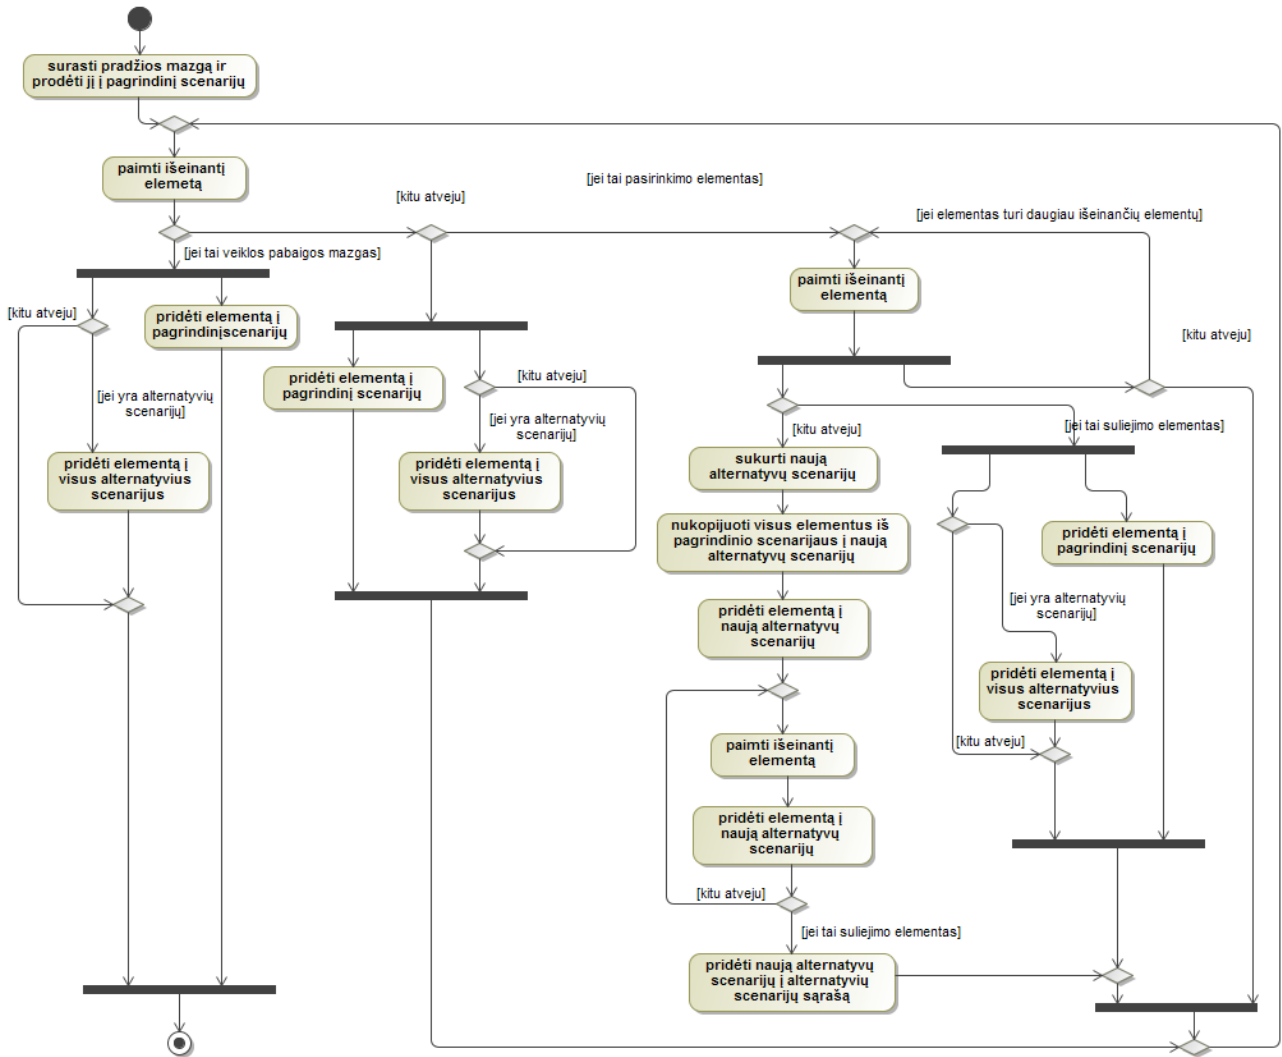 surasti pradžios mazgą ir
prodėti jį į pagrindinį scenarijų
paimti išeinantį
elemetą
[jei tai pasirinkimo elementas]
[kitu atveju]
[jei elementas turi daugiau išeinančių elementų]
[jei tai veiklos pabaigos mazgas]
paimti išeinantį
elementą
[kitu atveju]
pridėti elementą į
pagrindinįscenarijų
[kitu atveju]
pridėti elementą į
pagrindinį scenarijų
[kitu atveju]
[jei yra alternatyvių
scenarijų]
[jei yra alternatyvių
scenarijų]
[kitu atveju]
[jei tai suliejimo elementas]
pridėti elementą į
visus alternatyvius
scenarijus
pridėti elementą į
visus alternatyvius
scenarijus
sukurti naują
alternatyvų scenarijų
nukopijuoti visus elementus iš
pagrindinio scenarijaus į naują
alternatyvų scenarijų
pridėti elementą į
pagrindinį scenarijų
[jei yra alternatyvių
scenarijų]
pridėti elementą į
naują alternatyvų
scenarijų
pridėti elementą į
visus alternatyvius
scenarijus
[kitu atveju]
paimti išeinantį
elementą
pridėti elementą į
naują alternatyvų
scenarijų
[kitu atveju]
[jei tai suliejimo elementas]
pridėti naują alternatyvų
scenarijų į alternatyvių
scenarijų sąrašą